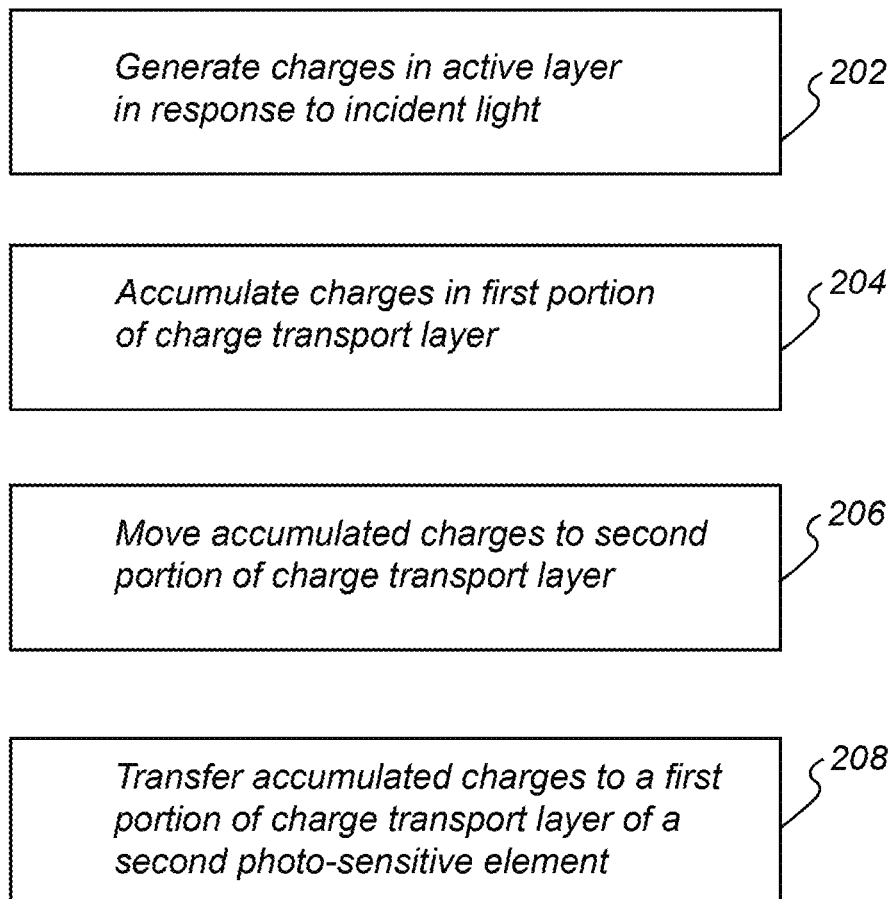 Generate charges in active layer
in response to incident light
202
Accumulate charges in first portion
of charge transport layer
204
Move accumulated charges to second
portion of charge transport layer
206
Transfer accumulated charges to a first
portion of charge transport layer of a
second photo-sensitive element
208